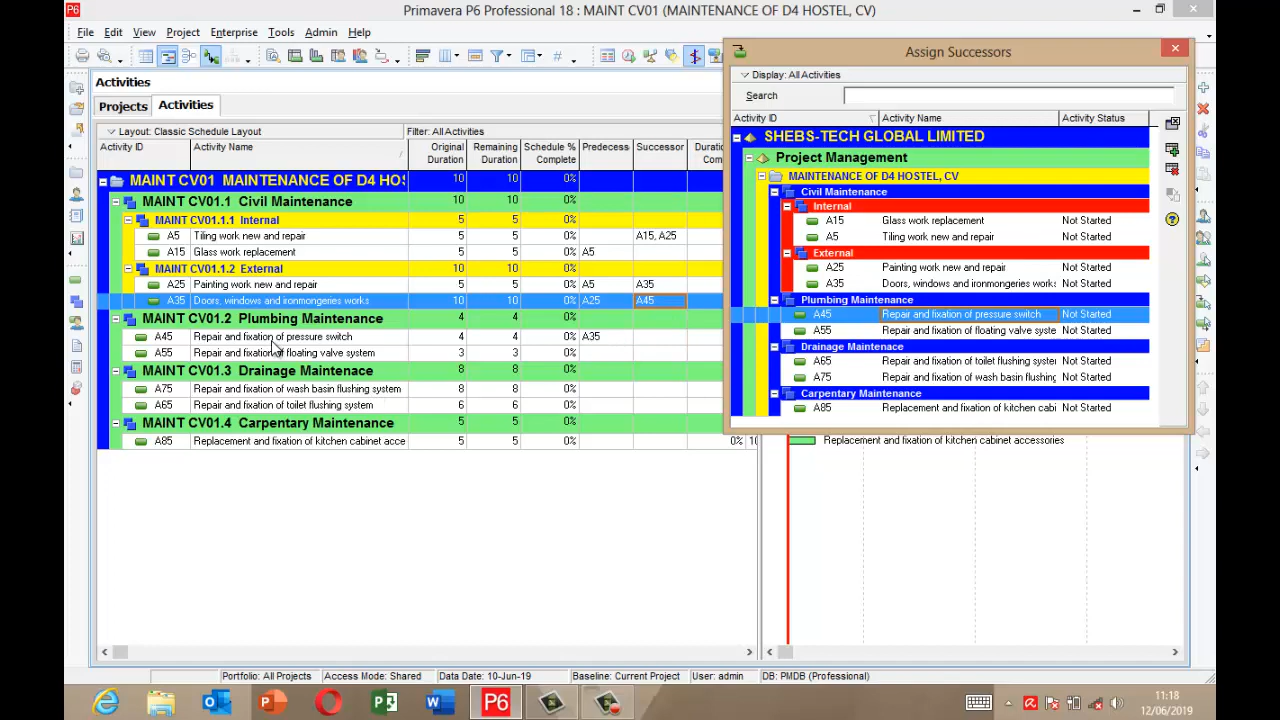 Primavera P6 Professional 18 : MAINT CV01 (MAINTENANCE OF D4 HOSTEL, CV)
File Edit View Project Enterprise Tools Admin Help
Activities
Projects Activities
Layout: Classic Schedule Layout Filter: All Activities
Activity ID Activity Name Original Duration Remaining Duration Schedule % Complete Predecess Successor Duratio Com
MAINT CV01 MAINTENANCE OF D4 HOS 10 10 0%
MAINT CV01.1 Civil Maintenance 10 10 0%
MAINT CV01.1.1 Internal 5 5 0%
A5 Tiling work new and repair 5 5 0% A15, A25
A15 Glass work replacement 5 5 0% A5
MAINT CV01.1.2 External 10 10 0%
A25 Painting work new and repair 5 5 0% A5 A35
A35 Doors, windows and ironmongeries works 10 10 0% A25 A45
MAINT CV01.2 Plumbing Maintenance 4 4 0%
A45 Repair and fixation of pressure switch 4 4 0% A35
A55 Repair and fixation of floating valve system 3 3 0%
MAINT CV01.3 Drainage Maintenace 8 8 0%
A75 Repair and fixation of wash basin flushing system 8 8 0%
A65 Repair and fixation of toilet flushing system 6 6 0%
MAINT CV01.4 Carpentary Maintenance 5 5 0%
A85 Replacement and fixation of kitchen cabinet acce 5 5 0% 0% 10
Replacement and fixation of kitchen cabinet accessories
Assign Successors
Display: All Activities
Search
Activity ID Activity Name Activity Status
SHEBS-TECH GLOBAL LIMITED
Project Management
MAINTENANCE OF D4 HOSTEL, CV
Civil Maintenance
Internal
A15 Glass work replacement Not Started
A5 Tiling work new and repair Not Started
External
A25 Painting work new and repair Not Started
A35 Doors, windows and ironmongeries work: Not Started
Plumbing Maintenance
A45 Repair and fixation of pressure switch Not Started
A55 Repair and fixation of floating valve syste Not Started
Drainage Maintenace
A65 Repair and fixation of toilet flushing syster Not Started
A75 Repair and fixation of wash basin flushing Not Started
Carpentary Maintenance
A85 Replacement and fixation of kitchen cabi Not Started
Portfolio: All Projects Access Mode: Shared Data Date: 10-Jun-19 Baseline: Current Project User: admin DB: PMDB (Professional)
11:18
12/06/2019